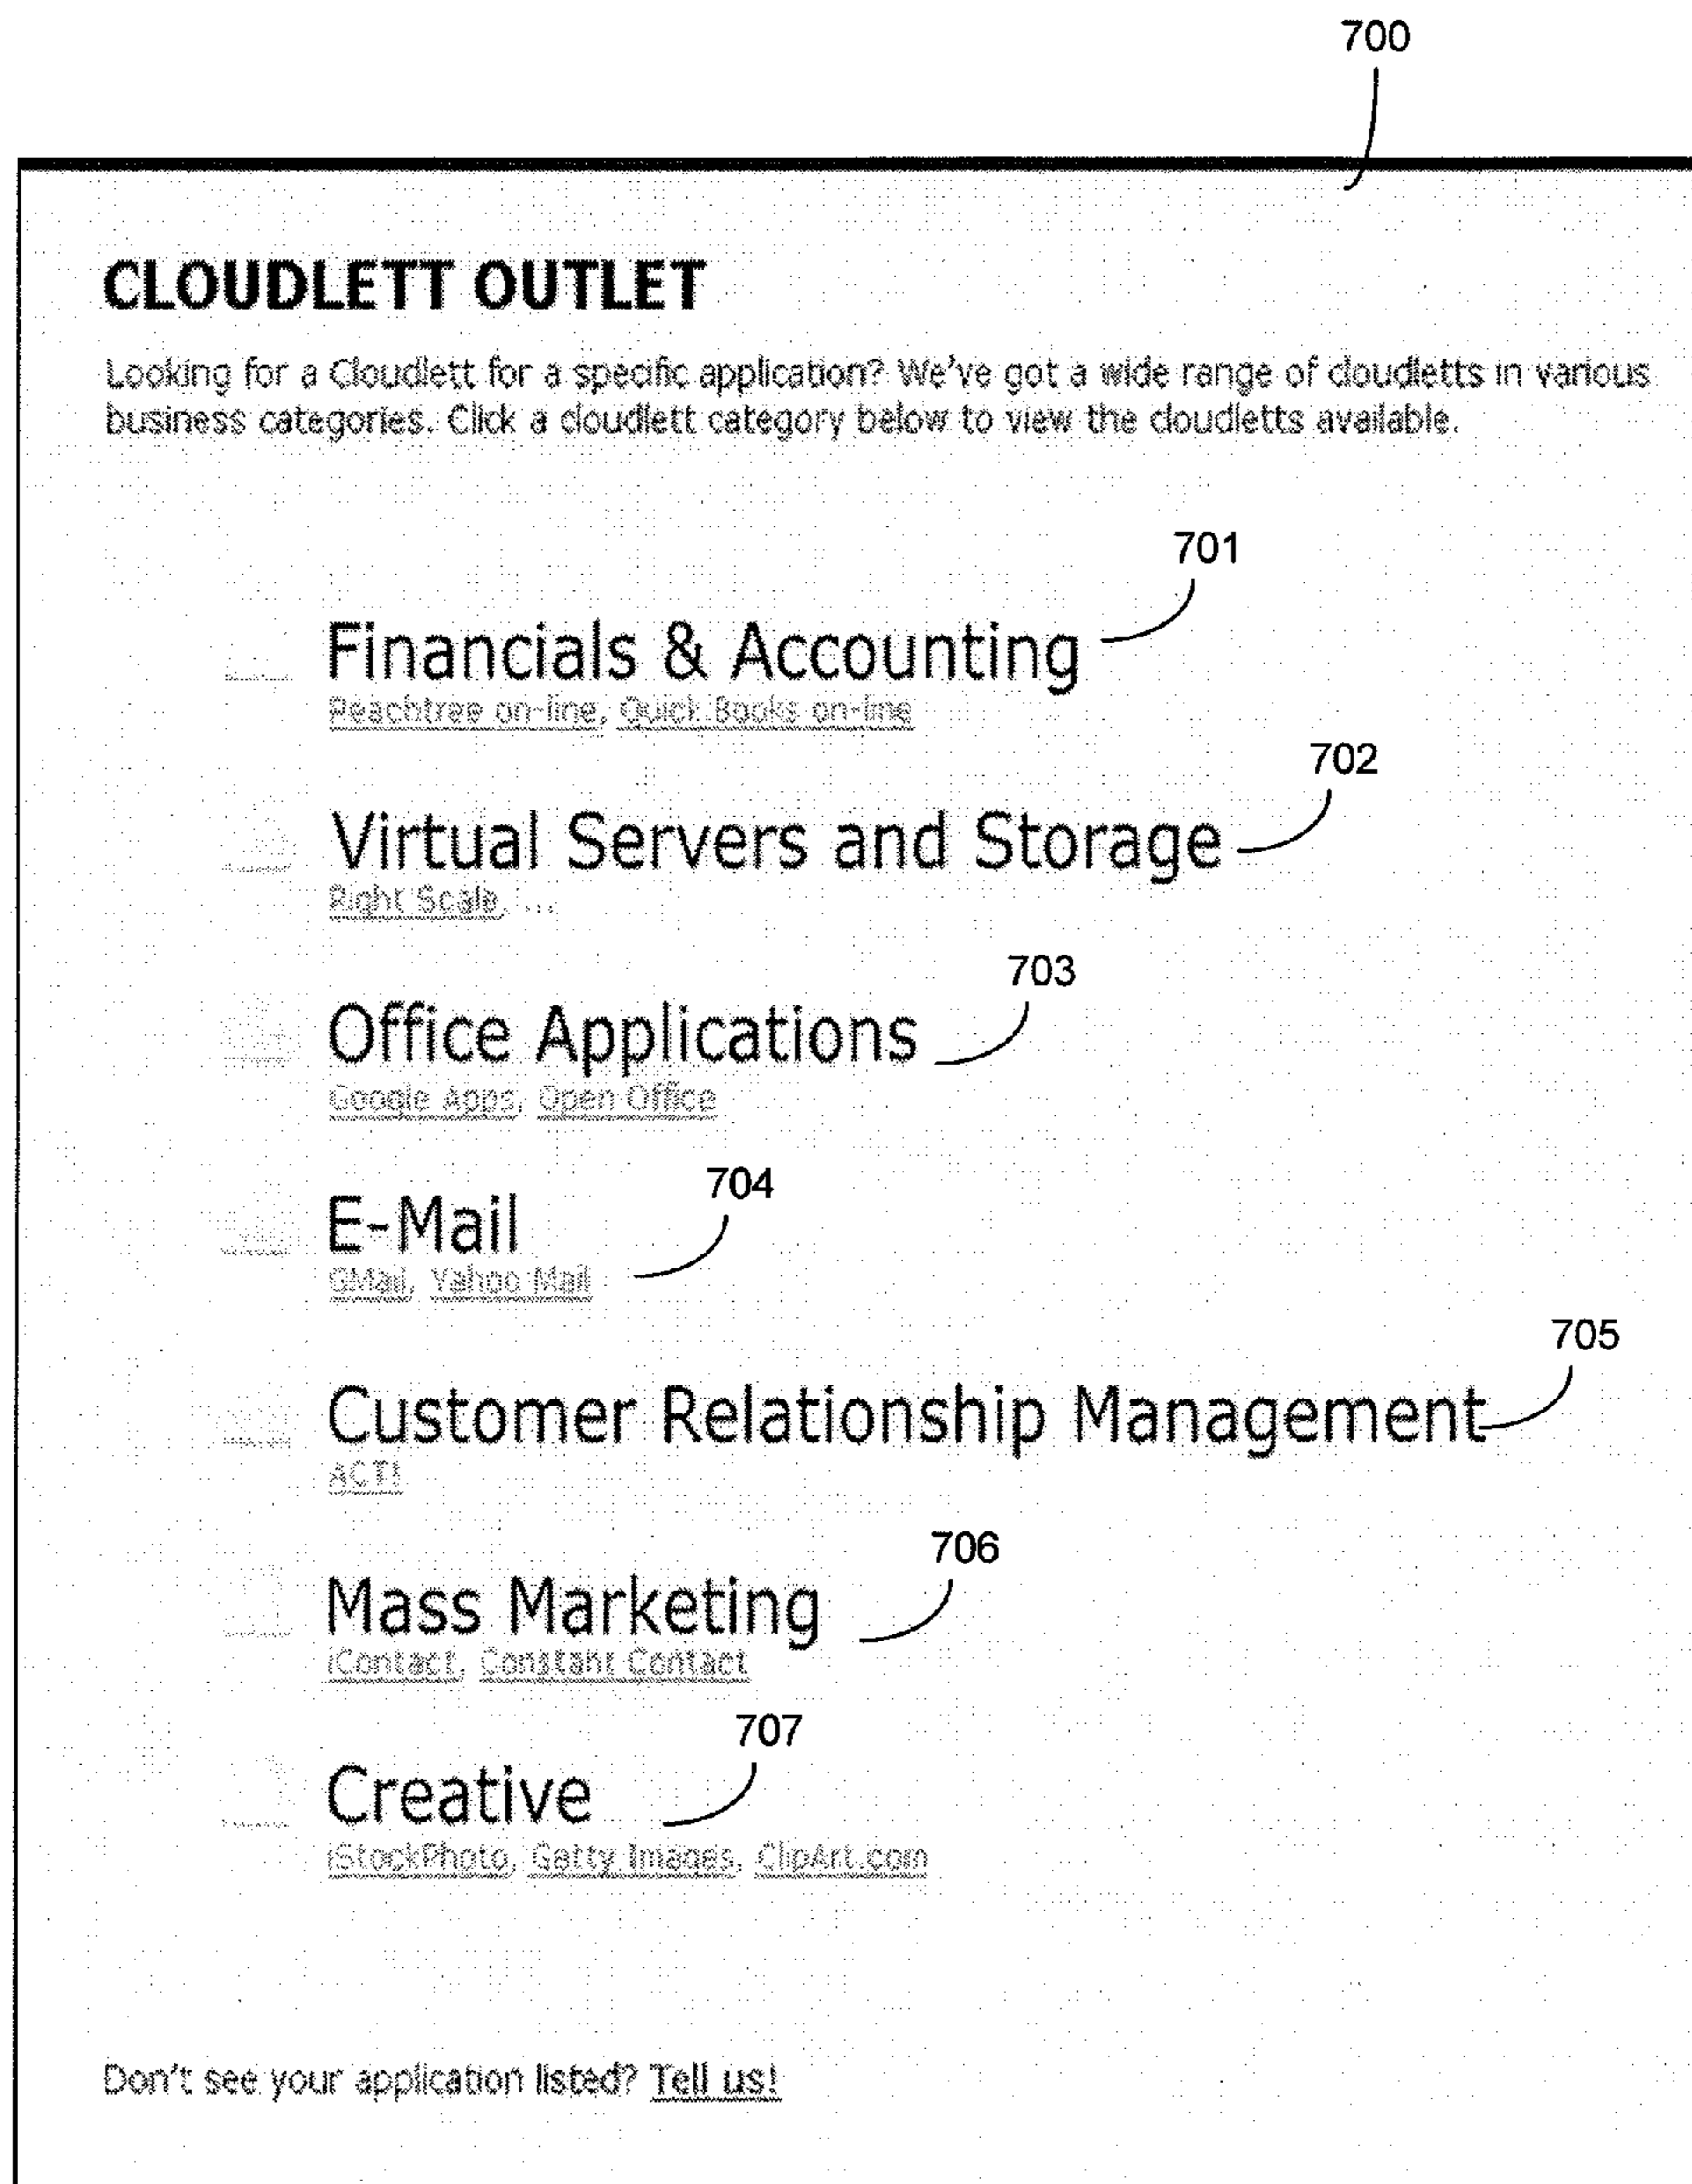 700
CLOUDLETT OUTLET
Looking for a Cloudlett for a specific application? We've got a wide range of cloudletts in various
business categories. Click a cloudlett category below to view the cloudletts available.
701
Financials & Accounting
Peachtree on-line, Quick Books on-line
702
Virtual Servers and Storage
Right Scale, ...
703
Office Applications
Google Apps, Open Office
704
E-Mail
GMail, Yahoo Mail
705
Customer Relationship Management
ACT!
706
Mass Marketing
iContact, Constant Contact
707
Creative
iStockPhoto, Getty Images, ClipArt.com
Don't see your application listed? Tell us!